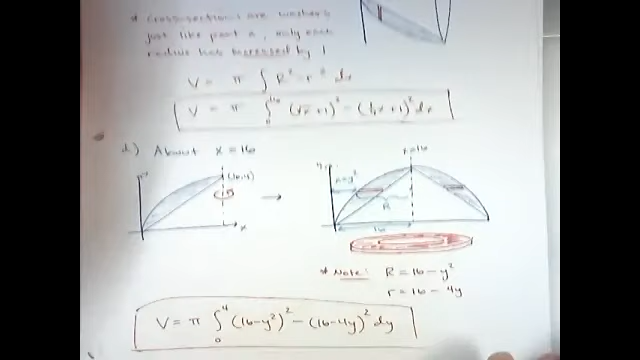 * Cross-sections are washers
just like part a, only each
radius has increased by 1
V = π ∫ R² - r² dx
V = π ∫₀¹⁶ (√x + 1)² - (¼x + 1)² dx
d) About x = 16
x = 16
(16, 4)
x = y²
R
x
16
* Note: R = 16 - y²
r = 16 - 4y
V = π ∫₀⁴ (16 - y²)² - (16 - 4y)² dy